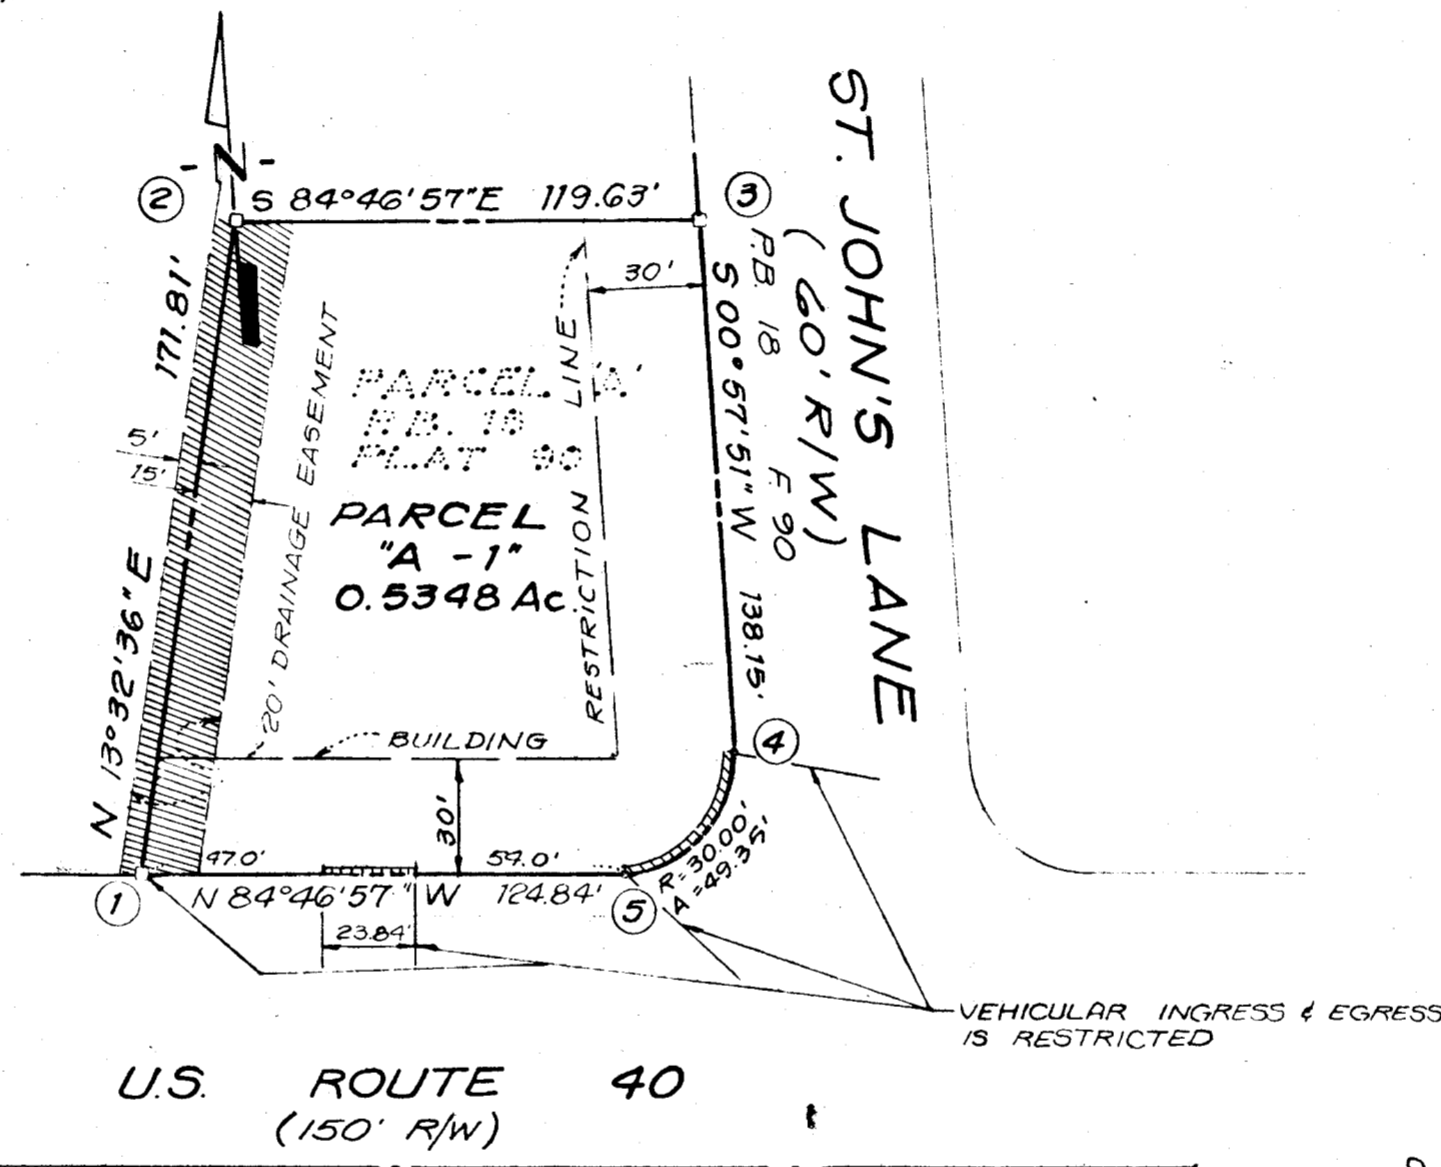 - N -
2
S 84°46'57"E 119.63'
3
171.81'
N 13°32'36"E
5'
15'
20' DRAINAGE EASEMENT
PARCEL 'A'
P.B. 18
PLAT 90
PARCEL
"A - 1"
0.5348 Ac.
30'
BUILDING
RESTRICTION LINE
S 00°57'51" W 138.15'
P.B. 18 F. 90
(60' R/W)
ST. JOHN'S LANE
4
30'
47.0'
54.0'
R=30.00'
A=49.35'
1
N 84°46'57" W 124.84'
5
23.84'
VEHICULAR INGRESS & EGRESS
IS RESTRICTED
U.S. ROUTE 40
(150' R/W)